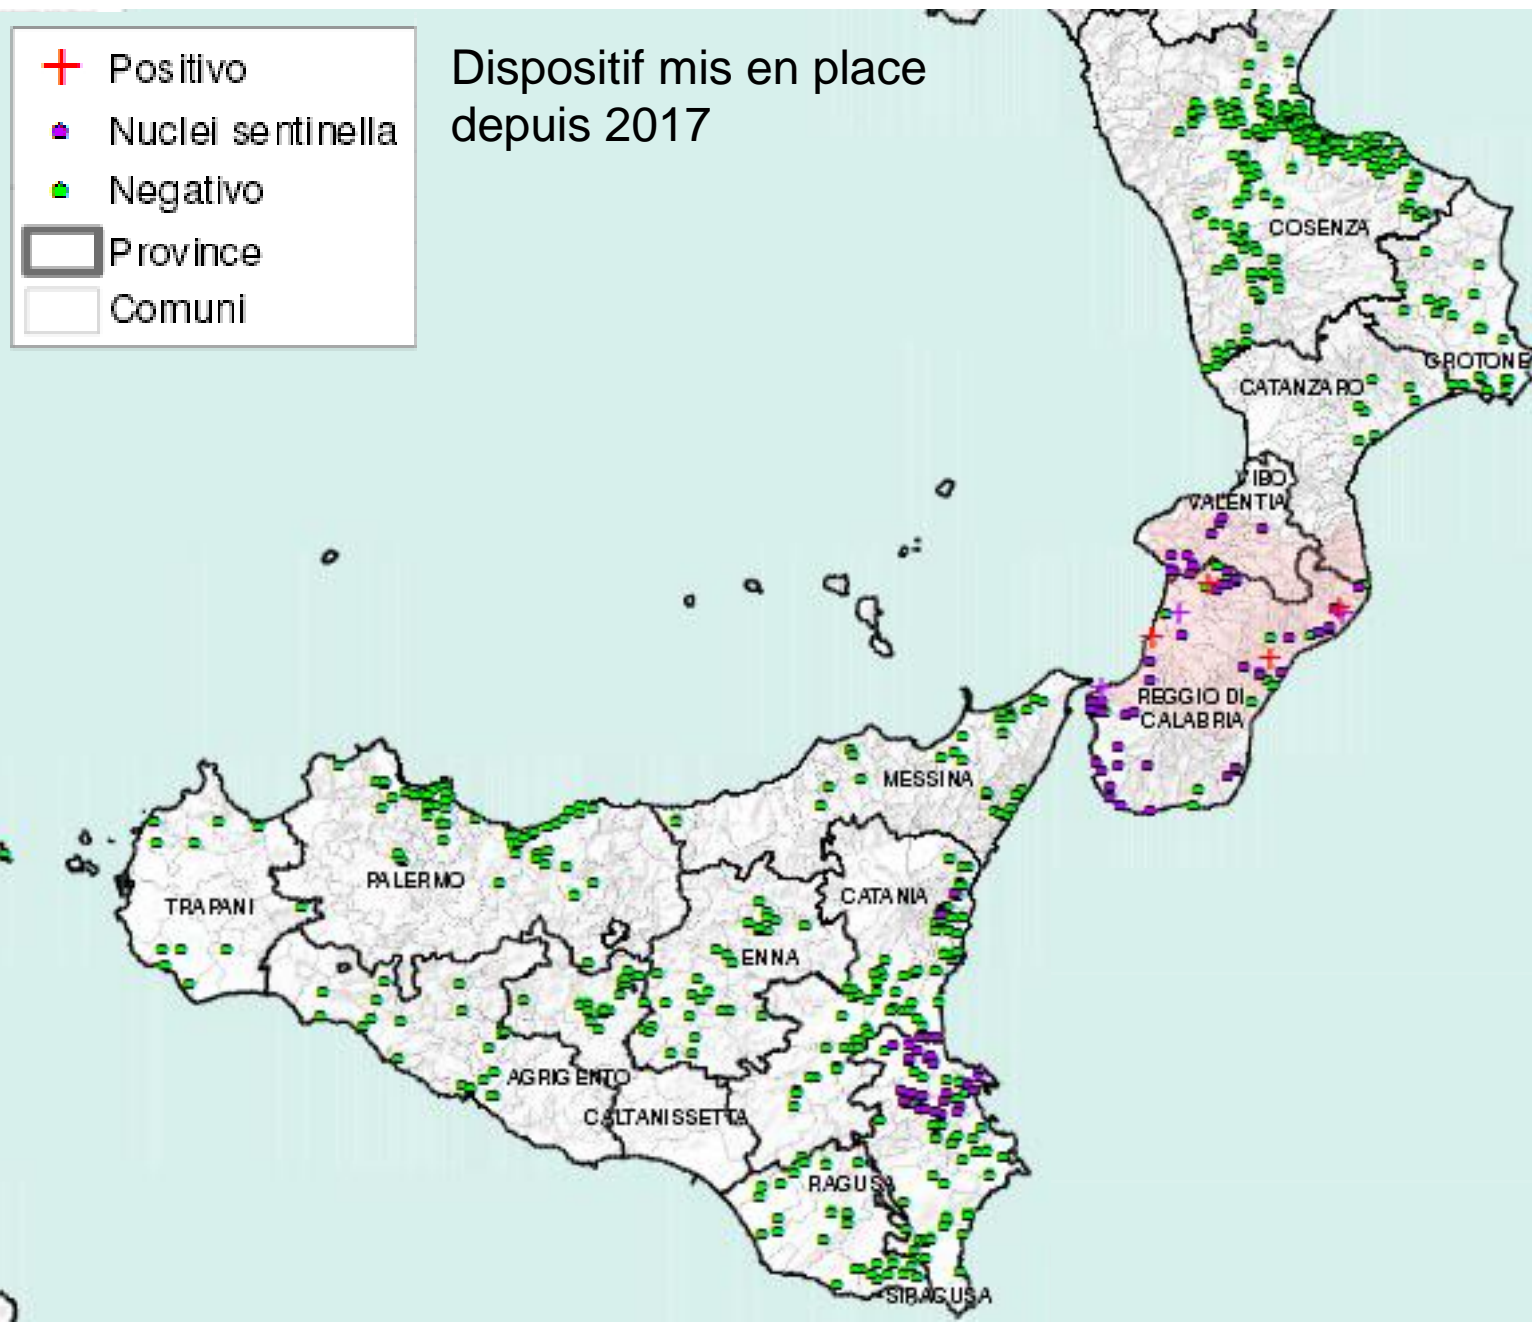 Positivo
Nuclei sentinella
Negativo
Province
Comuni
Dispositif mis en place
depuis 2017
COSENZA
CROTONE
CATANZARO
VIBO
VALENTIA
REGGIO DI
CALABRIA
MESSINA
PALERMO
TRAPANI
CATANIA
ENNA
AGRIGENTO
CALTANISSETTA
RAGUSA
SIRACUSA